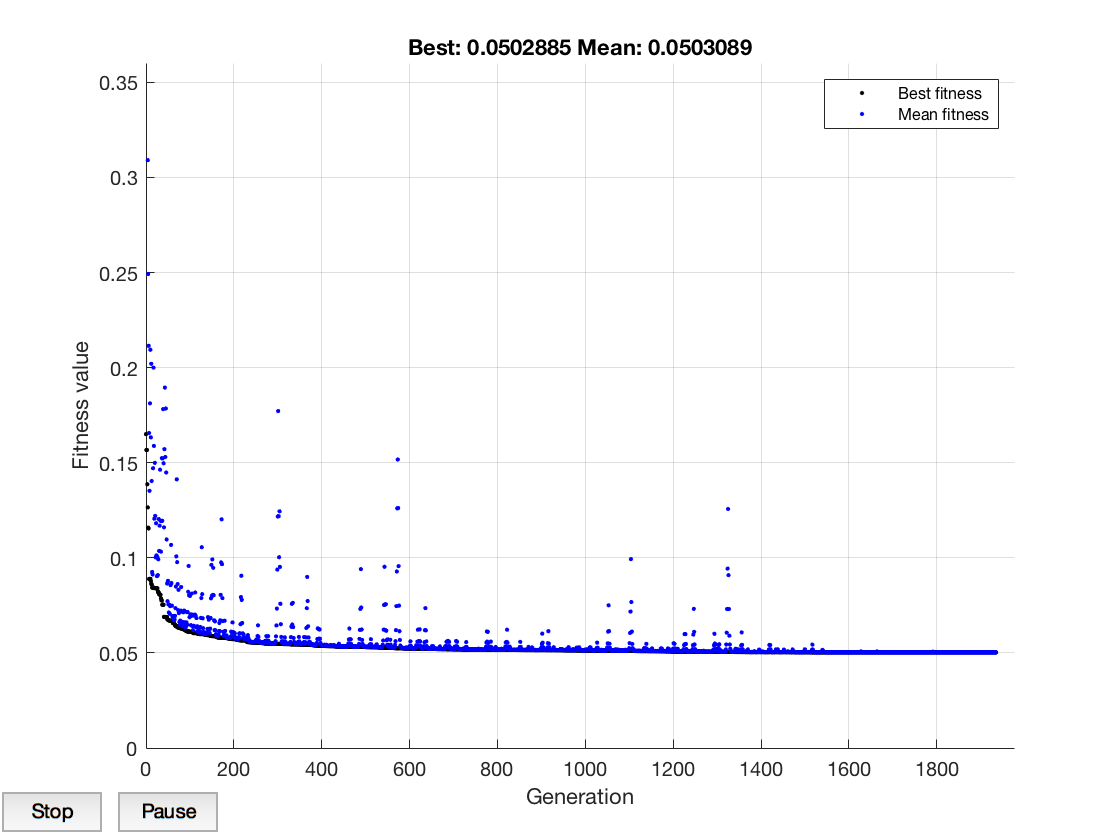 Best: 0.0502885 Mean: 0.0503089
Best fitness
Mean fitness
Fitness value
0.35
0.3
0.25
0.2
0.15
0.1
0.05
0
0 200 400 600 800 1000 1200 1400 1600 1800
Generation
Stop Pause